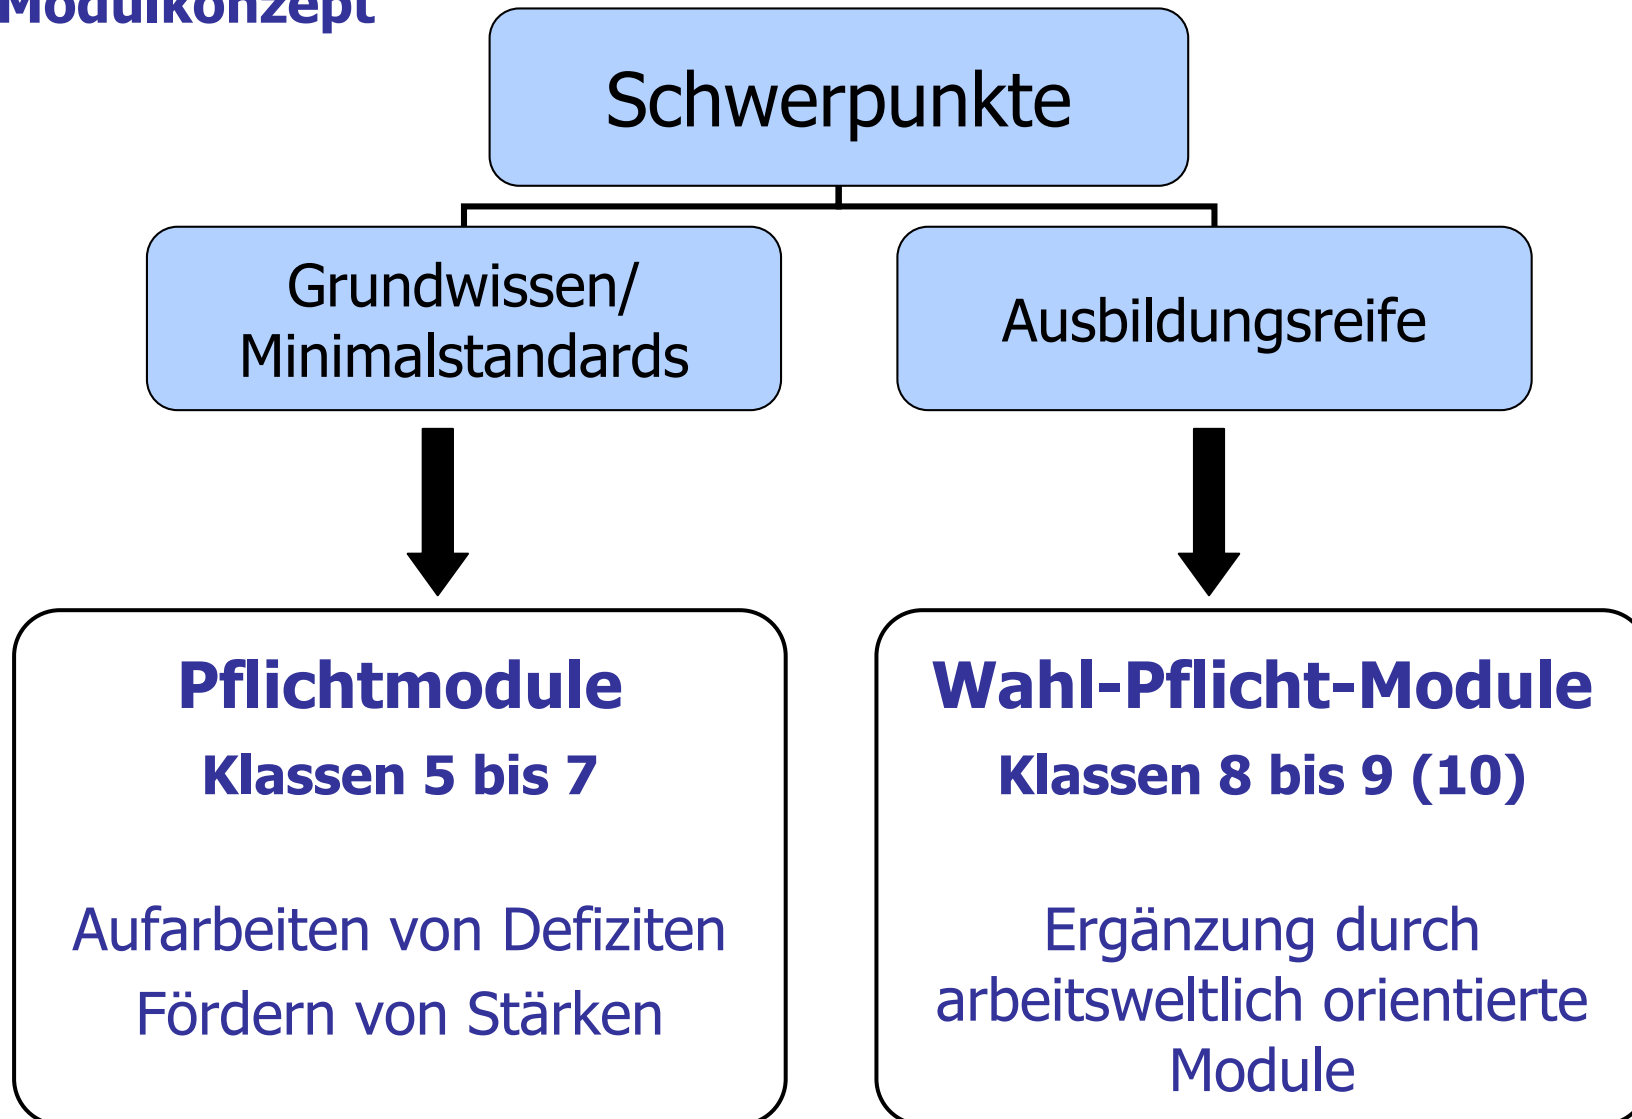 Modulkonzept
Schwerpunkte
Grundwissen/
Minimalstandards
Ausbildungsreife
Pflichtmodule
Klassen 5 bis 7
Aufarbeiten von Defiziten
Fördern von Stärken
Wahl-Pflicht-Module
Klassen 8 bis 9 (10)
Ergänzung durch
arbeitsweltlich orientierte
Module